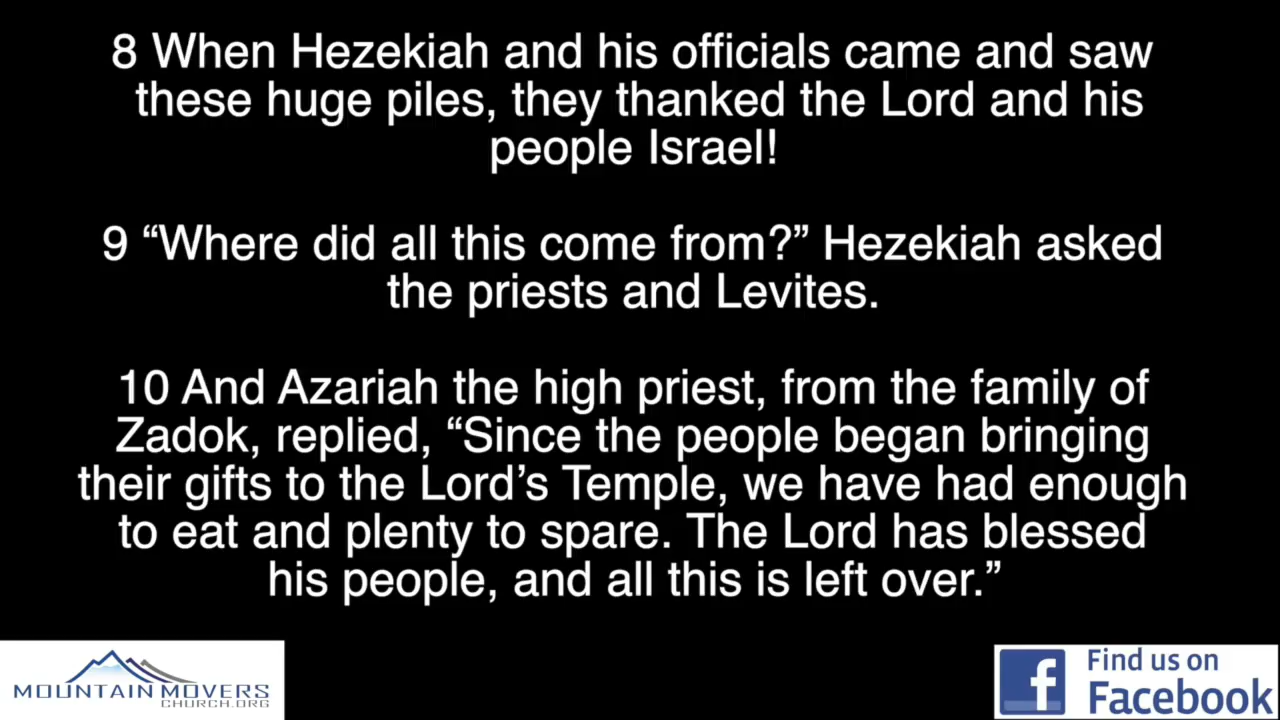 8 When Hezekiah and his officials came and saw
these huge piles, they thanked the Lord and his
people Israel!
9 “Where did all this come from?” Hezekiah asked
the priests and Levites.
10 And Azariah the high priest, from the family of
Zadok, replied, “Since the people began bringing
their gifts to the Lord’s Temple, we have had enough
to eat and plenty to spare. The Lord has blessed
his people, and all this is left over.”
MOUNTAIN MOVERS
CHURCH.ORG
f
Find us on
Facebook